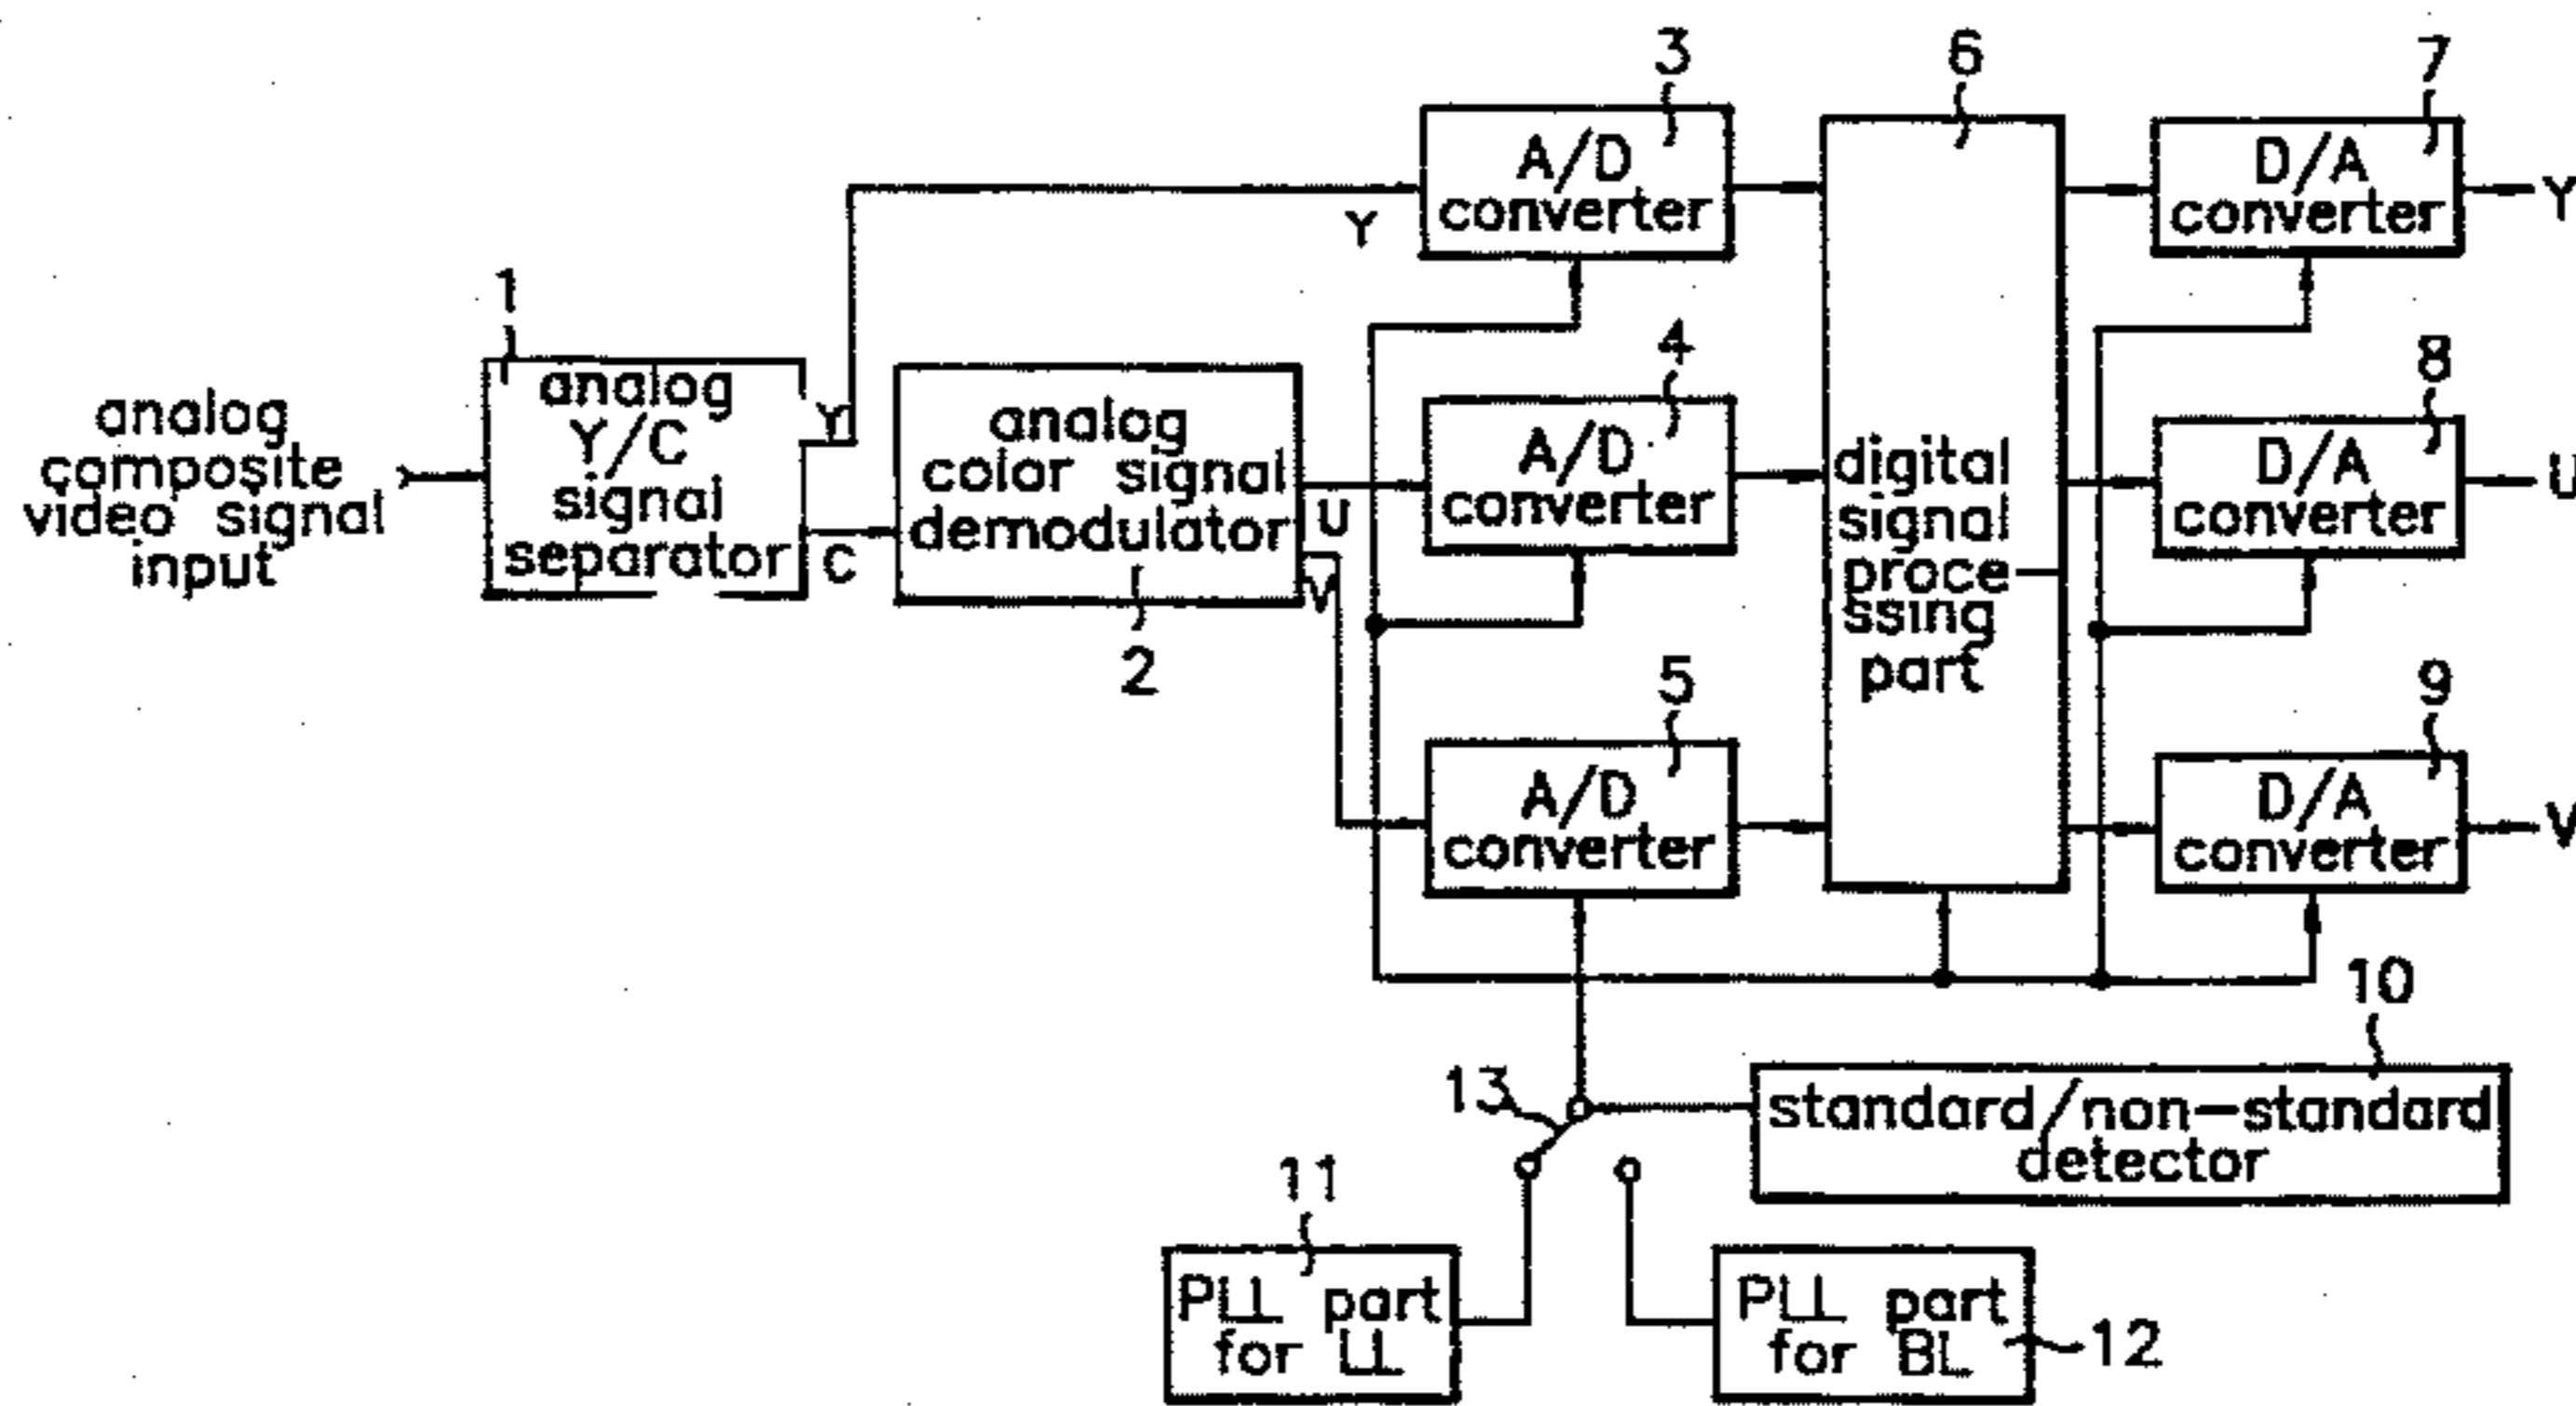 3
6
7
A/D
converter
D/A
converter
Y
Y
1
4
8
analog
composite
video signal
input
analog
Y/C
signal
separator
Y
C
analog
color signal
demodulator
2
U
V
A/D
converter
digital
signal
proce-
ssing
part
D/A
converter
U
5
9
A/D
converter
D/A
converter
V
10
13
standard/non-standard
detector
11
PLL part
for LL
PLL part
for BL
12